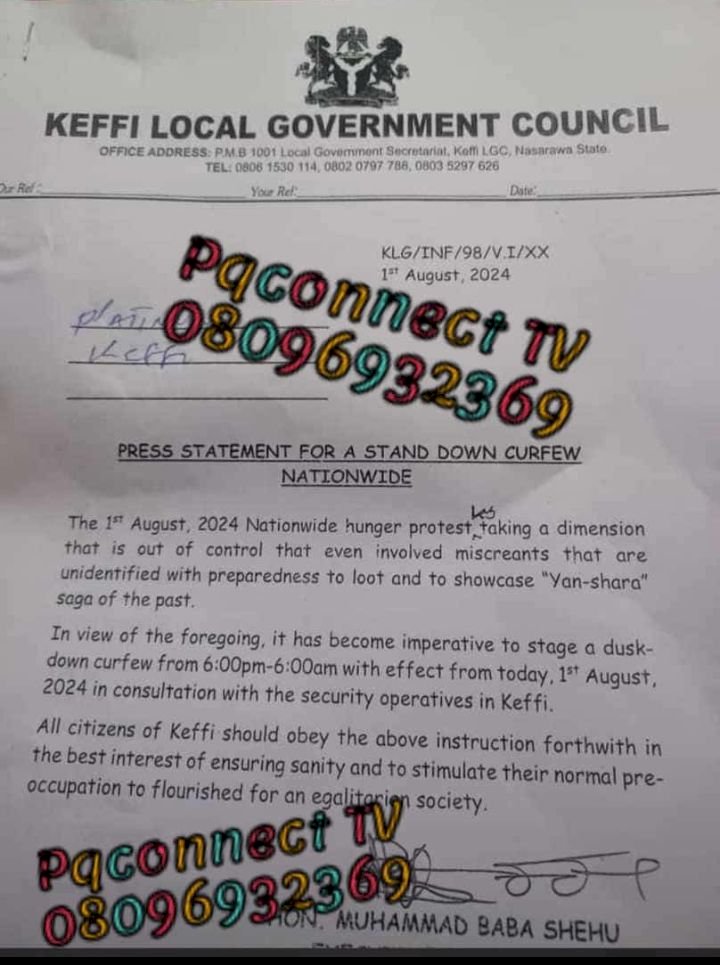 KEFFI LOCAL GOVERNMENT COUNCIL
OFFICE ADDRESS: P.M.B 1001 Local Government Secretariat, Keffi LGC, Nasarawa State.
TEL: 0806 1530 114, 0802 0797 788, 0803 5297 626
Our Ref: Your Ref: Date:
KLG/INF/98/V.I/XX
1st August, 2024
Pqconnect TV
08096932369
Keffi
PRESS STATEMENT FOR A STAND DOWN CURFEW
NATIONWIDE
The 1st August, 2024 Nationwide hunger protest taking a dimension
that is out of control that even involved miscreants that are
unidentified with preparedness to loot and to showcase "Yan-shara"
saga of the past.
In view of the foregoing, it has become imperative to stage a dusk-
down curfew from 6:00pm-6:00am with effect from today, 1st August,
2024 in consultation with the security operatives in Keffi.
All citizens of Keffi should obey the above instruction forthwith in
the best interest of ensuring sanity and to stimulate their normal pre-
occupation to flourished for an egalitarian society.
Pqconnect TV
08096932369
HON. MUHAMMAD BABA SHEHU